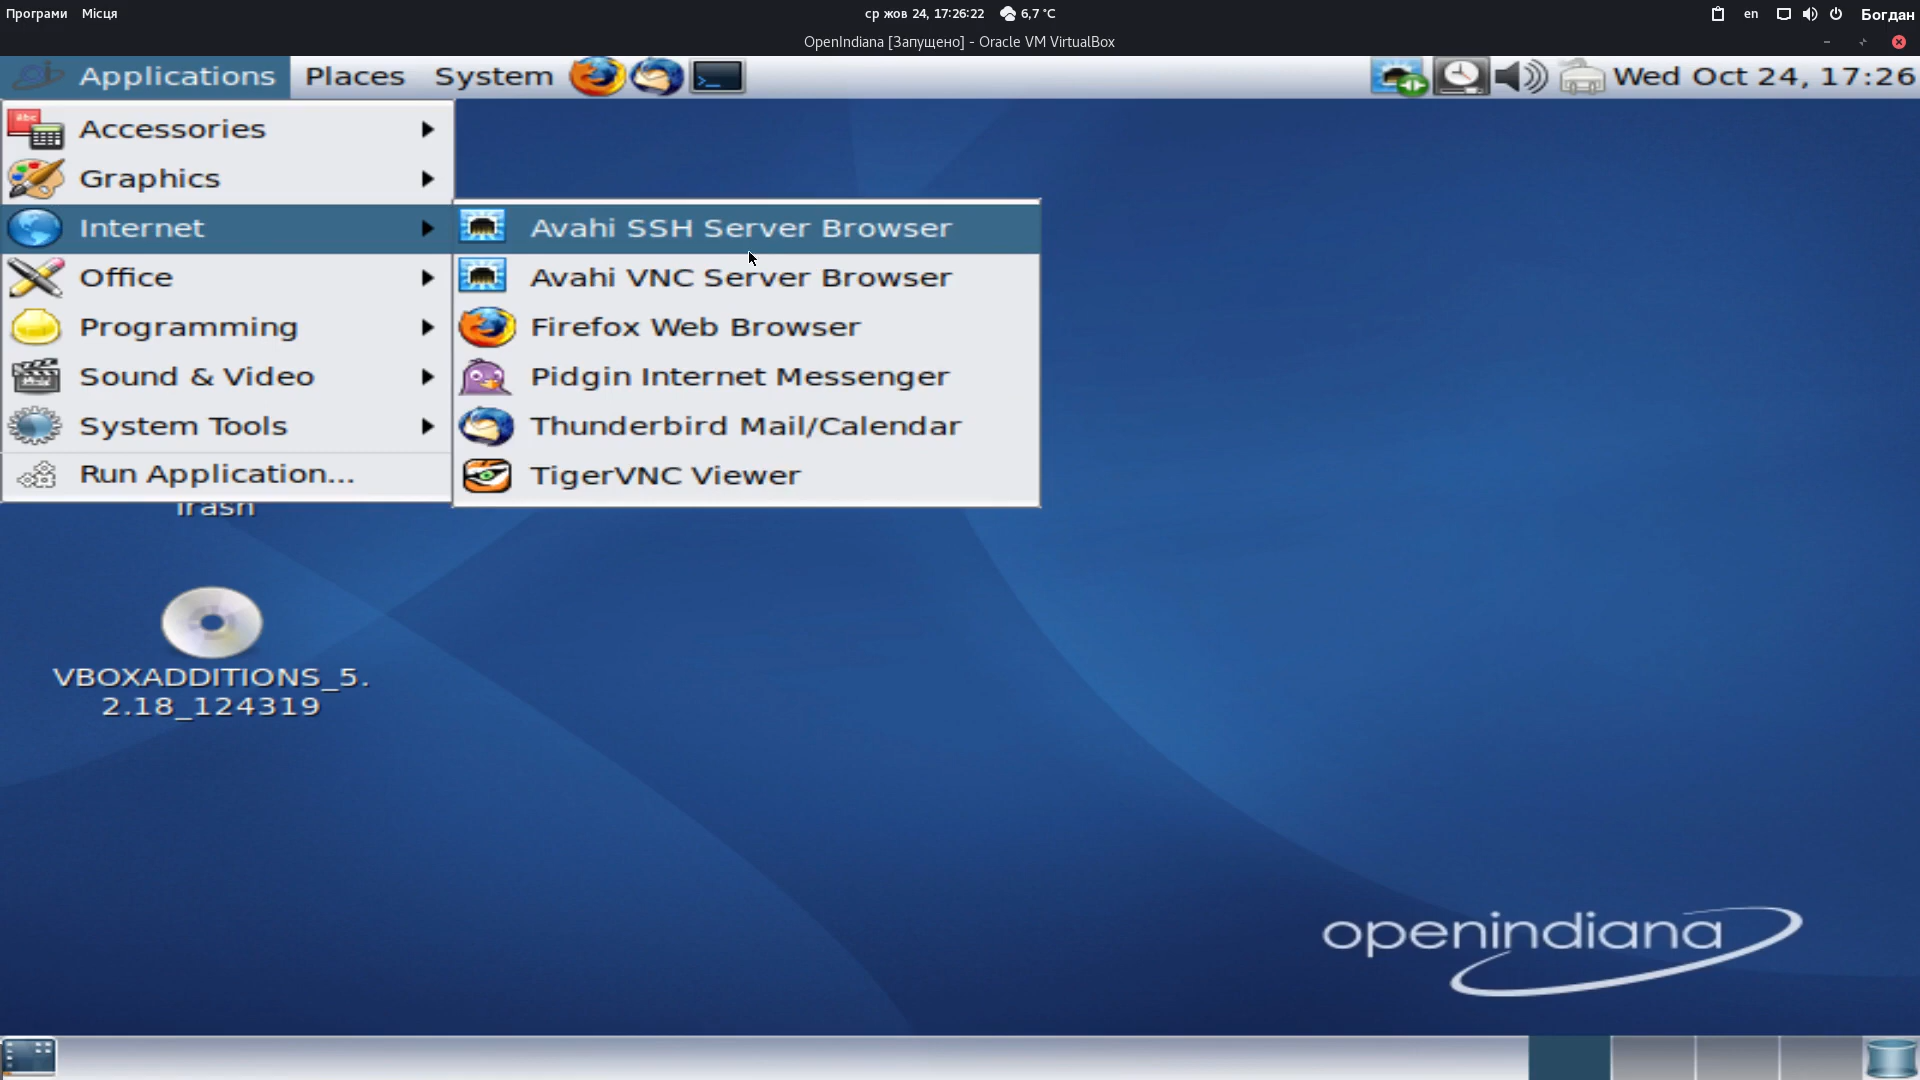 Програми Місця ср жов 24, 17:26:22 6,7 °C en Богдан
OpenIndiana [Запущено] - Oracle VM VirtualBox
Applications Places System Wed Oct 24, 17:26
Accessories
Graphics
Internet
Office
Programming
Sound & Video
System Tools
Run Application...
Avahi SSH Server Browser
Avahi VNC Server Browser
Firefox Web Browser
Pidgin Internet Messenger
Thunderbird Mail/Calendar
TigerVNC Viewer
Trash
VBOXADDITIONS_5.
2.18_124319
openindiana